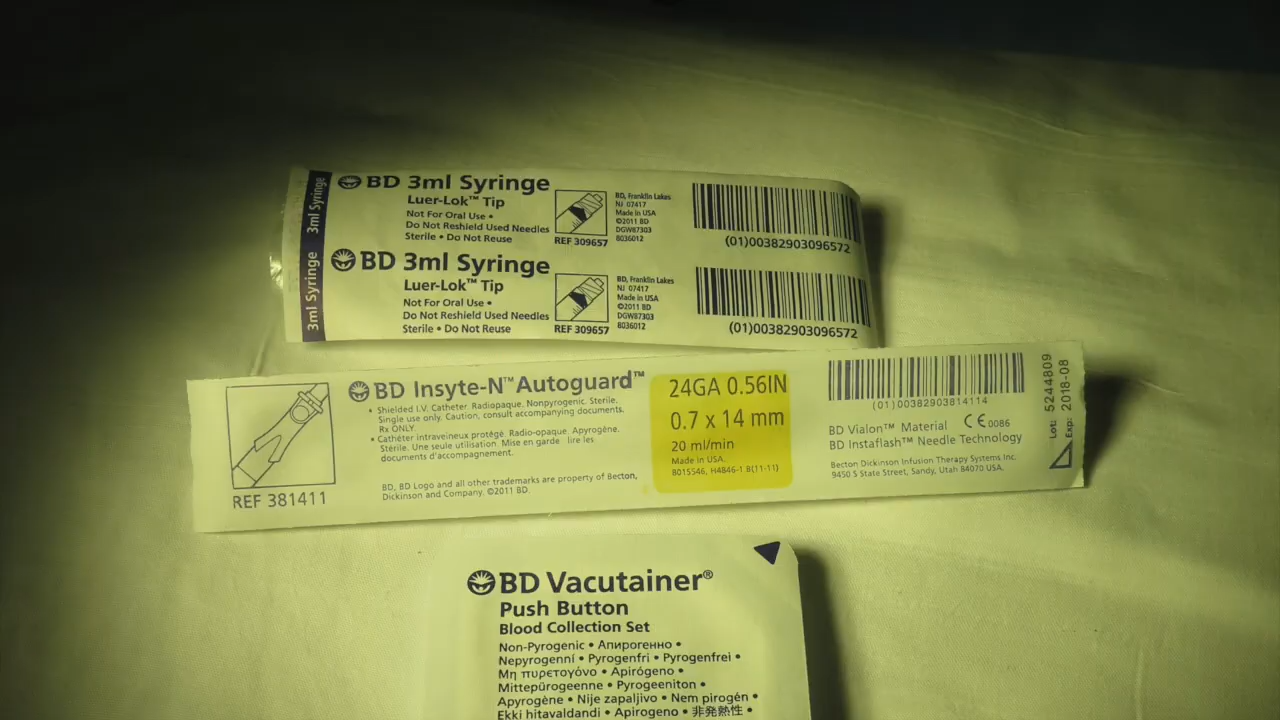 3ml Syringe
BD 3ml Syringe
Luer-Lok™ Tip
Not For Oral Use •
Do Not Reshield Used Needles
Sterile • Do Not Reuse
REF 309657
BD, Franklin Lakes
NJ 07417
Made in USA
©2011 BD
DGW87303
8036012
(01)00382903096572
3ml Syringe
BD 3ml Syringe
Luer-Lok™ Tip
Not For Oral Use •
Do Not Reshield Used Needles
Sterile • Do Not Reuse
REF 309657
BD, Franklin Lakes
NJ 07417
Made in USA
©2011 BD
DGW87303
8036012
(01)00382903096572
REF 381411
BD Insyte-N™ Autoguard™
• Shielded I.V. Catheter. Radiopaque. Nonpyrogenic. Sterile.
Single use only. Caution, consult accompanying documents.
Rx ONLY.
• Cathéter intraveineux protégé. Radio-opaque. Apyrogène.
Stérile. Une seule utilisation. Mise en garde lire les
documents d'accompagnement.
BD, BD Logo and all other trademarks are property of Becton,
Dickinson and Company. ©2011 BD.
24GA 0.56IN
0.7 x 14 mm
20 ml/min
Made in USA.
8015546, H4846-1 B(11-11)
(01)00382903814114
BD Vialon™ Material CE 0086
BD Instaflash™ Needle Technology
Becton Dickinson Infusion Therapy Systems Inc.
9450 S State Street, Sandy, Utah 84070 USA.
Lot: 5244809
Exp: 2018-08
BD Vacutainer®
Push Button
Blood Collection Set
Non-Pyrogenic • Апирогенно •
Nepyrogenní • Pyrogenfri • Pyrogenfrei •
Μη πυρετογόνο • Apirógeno •
Mittepürogeenne • Pyrogeeniton •
Apyrogène • Nije zapaljivo • Nem pirogén •
Ekki hitavaldandi • Apirogeno • 非発熱性 •